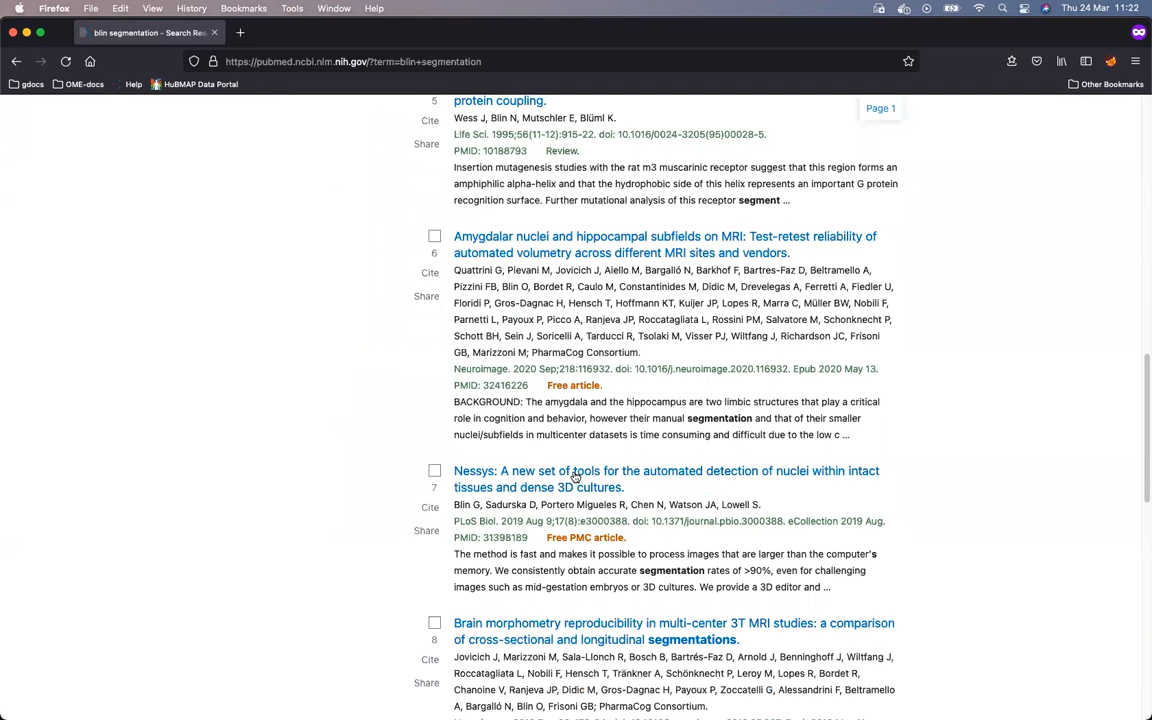 Firefox File Edit View History Bookmarks Tools Window Help Thu 24 Mar 11:22
blin segmentation – Search Res
https://pubmed.ncbi.nlm.nih.gov/?term=blin+segmentation
gdocs OME-docs Help HuBMAP Data Portal Other Bookmarks
5 protein coupling. Page 1
Cite Wess J, Blin N, Mutschler E, Blüml K.
Life Sci. 1995;56(11-12):915-22. doi: 10.1016/0024-3205(95)00028-5.
Share PMID: 10188793 Review.
Insertion mutagenesis studies with the rat m3 muscarinic receptor suggest that this region forms an
amphiphilic alpha-helix and that the hydrophobic side of this helix represents an important G protein
recognition surface. Further mutational analysis of this receptor segment ...
Amygdalar nuclei and hippocampal subfields on MRI: Test-retest reliability of
6 automated volumetry across different MRI sites and vendors.
Cite Quattrini G, Pievani M, Jovicich J, Aiello M, Bargalló N, Barkhof F, Bartres-Faz D, Beltramello A,
Pizzini FB, Blin O, Bordet R, Caulo M, Constantinides M, Didic M, Drevelegas A, Ferretti A, Fiedler U,
Share Floridi P, Gros-Dagnac H, Hensch T, Hoffmann KT, Kuijer JP, Lopes R, Marra C, Müller BW, Nobili F,
Parnetti L, Payoux P, Picco A, Ranjeva JP, Roccatagliata L, Rossini PM, Salvatore M, Schonknecht P,
Schott BH, Sein J, Soricelli A, Tarducci R, Tsolaki M, Visser PJ, Wiltfang J, Richardson JC, Frisoni
GB, Marizzoni M; PharmaCog Consortium.
Neuroimage. 2020 Sep;218:116932. doi: 10.1016/j.neuroimage.2020.116932. Epub 2020 May 13.
PMID: 32416226 Free article.
BACKGROUND: The amygdala and the hippocampus are two limbic structures that play a critical
role in cognition and behavior, however their manual segmentation and that of their smaller
nuclei/subfields in multicenter datasets is time consuming and difficult due to the low c ...
Nessys: A new set of tools for the automated detection of nuclei within intact
7 tissues and dense 3D cultures.
Cite Blin G, Sadurska D, Portero Migueles R, Chen N, Watson JA, Lowell S.
PLoS Biol. 2019 Aug 9;17(8):e3000388. doi: 10.1371/journal.pbio.3000388. eCollection 2019 Aug.
Share PMID: 31398189 Free PMC article.
The method is fast and makes it possible to process images that are larger than the computer's
memory. We consistently obtain accurate segmentation rates of >90%, even for challenging
images such as mid-gestation embryos or 3D cultures. We provide a 3D editor and ...
Brain morphometry reproducibility in multi-center 3T MRI studies: a comparison
8 of cross-sectional and longitudinal segmentations.
Cite Jovicich J, Marizzoni M, Sala-Llonch R, Bosch B, Bartrés-Faz D, Arnold J, Benninghoff J, Wiltfang J,
Roccatagliata L, Nobili F, Hensch T, Tränkner A, Schönknecht P, Leroy M, Lopes R, Bordet R,
Share Chanoine V, Ranjeva JP, Didic M, Gros-Dagnac H, Payoux P, Zoccatelli G, Alessandrini F, Beltramello
A, Bargalló N, Blin O, Frisoni GB; PharmaCog Consortium.